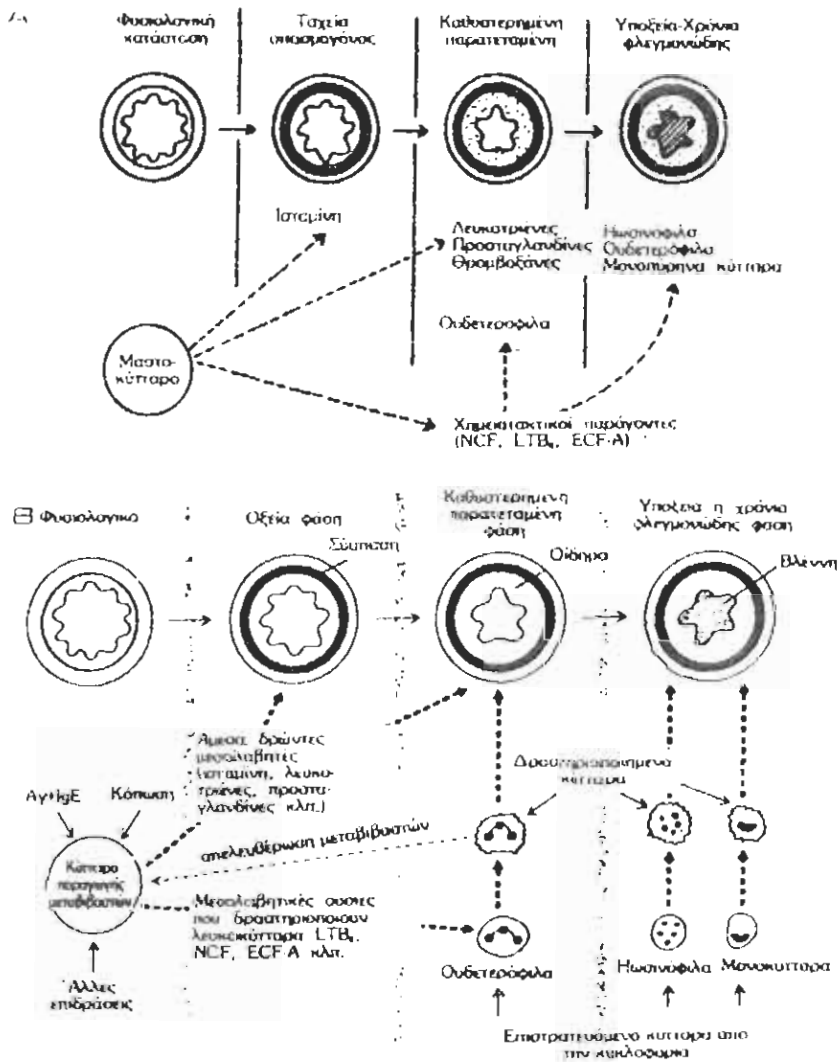 Φυσιολογική
κατάσταση
Ταχεία
σπασμογόνος
Καθυστερημένη
παρατεταμένη
Υποξεία-Χρόνια
φλεγμονώδης
Ισταμίνη
Λευκοτριένες
Προσταγλανδίνες
Θρομβοξάνες
Ηωσινόφιλα
Ουδετερόφιλα
Μονοπύρηνα κύτταρα
Ουδετερόφιλα
Μαστο-
κύτταρο
Χημειοτακτικοί παράγοντες
(NCF, LTB₄, ECF-A)
Β Φυσιολογικό
Οξεία φάση
Καθυστερημένη
παρατεταμένη
φάση
Υποξεία η χρόνια
φλεγμονώδης φάση
Σύσπαση
Οίδημα
Βλέννη
Άμεσα δρώντες
μεσολαβητές
(ισταμίνη, λευκο-
τριένες, προστα-
γλανδίνες κλπ.)
Δραστηριοποιημένα
κύτταρα
Ag+IgE
Κόπωση
απελευθέρωση μεταβιβαστών
Κύτταρο
παραγωγής
μεταβιβαστών
Μεσολαβητικές ουσίες
που δραστηριοποιούν
λευκοκύτταρα LTB₄,
NCF, ECF-A κλπ.
Ουδετερόφιλα
Ηωσινόφιλα
Μονοκύτταρα
Άλλες
επιδράσεις
Επιστρατευόμενα κύτταρα από
την κυκλοφορία